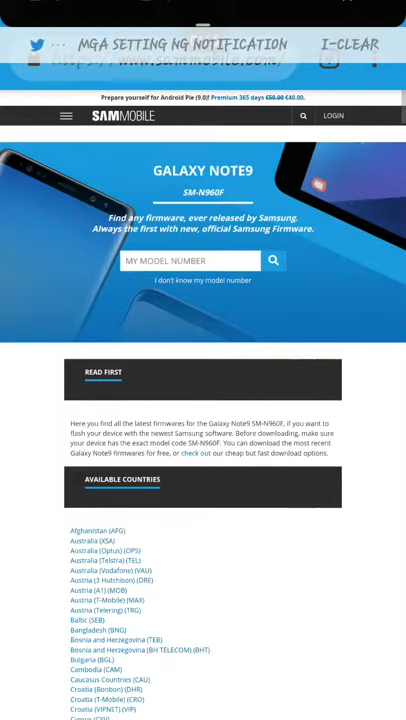 ··· MGA SETTING NG NOTIFICATION I-CLEAR
https://www.sammobile.com/
Prepare yourself for Android Pie (9.0)! Premium 365 days €50.00 €40.00.
SAMMOBILE LOGIN
GALAXY NOTE9
SM-N960F
Find any firmware, ever released by Samsung.
Always the first with new, official Samsung Firmware.
MY MODEL NUMBER
I don't know my model number
READ FIRST
Here you find all the latest firmwares for the Galaxy Note9 SM-N960F, if you want to
flash your device with the newest Samsung software. Before downloading, make sure
your device has the exact model code SM-N960F. You can download the most recent
Galaxy Note9 firmwares for free, or check out our cheap but fast download options.
AVAILABLE COUNTRIES
Afghanistan (AFG)
Australia (XSA)
Australia (Optus) (OPS)
Australia (Telstra) (TEL)
Australia (Vodafone) (VAU)
Austria (3 Hutchison) (DRE)
Austria (A1) (MOB)
Austria (T-Mobile) (MAX)
Austria (Telering) (TRG)
Baltic (SEB)
Bangladesh (BNG)
Bosnia and Herzegovina (TEB)
Bosnia and Herzegovina (BH TELECOM) (BHT)
Bulgaria (BGL)
Cambodia (CAM)
Caucasus Countries (CAU)
Croatia (Bonbon) (DHR)
Croatia (T-Mobile) (CRO)
Croatia (VIPNET) (VIP)
Cyprus (CYV)